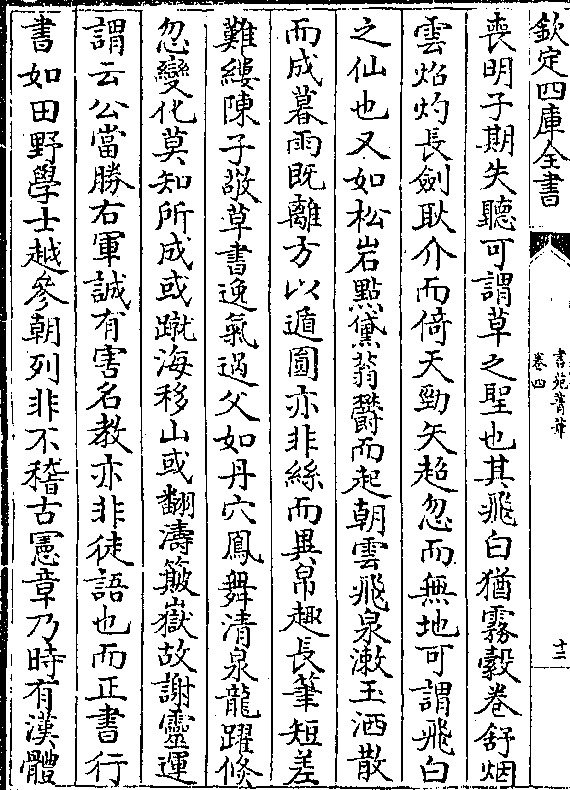 欽定四庫全書
書苑菁華
卷四
十二
喪明子期失聽可謂草之聖也其飛白猶霧縠卷舒烟
雲炤灼長劍耿介而倚天勁矢超忽而無地可謂飛白
之仙也又如松岩點黛蓊欝而起朝雲飛泉漱玉洒散
而成暮雨既離方以遁圓亦非絲而異帛趣長筆短差
難縷陳子敬草書逸氣過父如丹穴鳳舞清泉龍躍倐
忽變化莫知所成或蹴海移山或翻濤簸嶽故謝靈運
謂云公當勝右軍誠有害名教亦非徒語也而正書行
書如田野學士越參朝列非不稽古憲章乃時有漢體